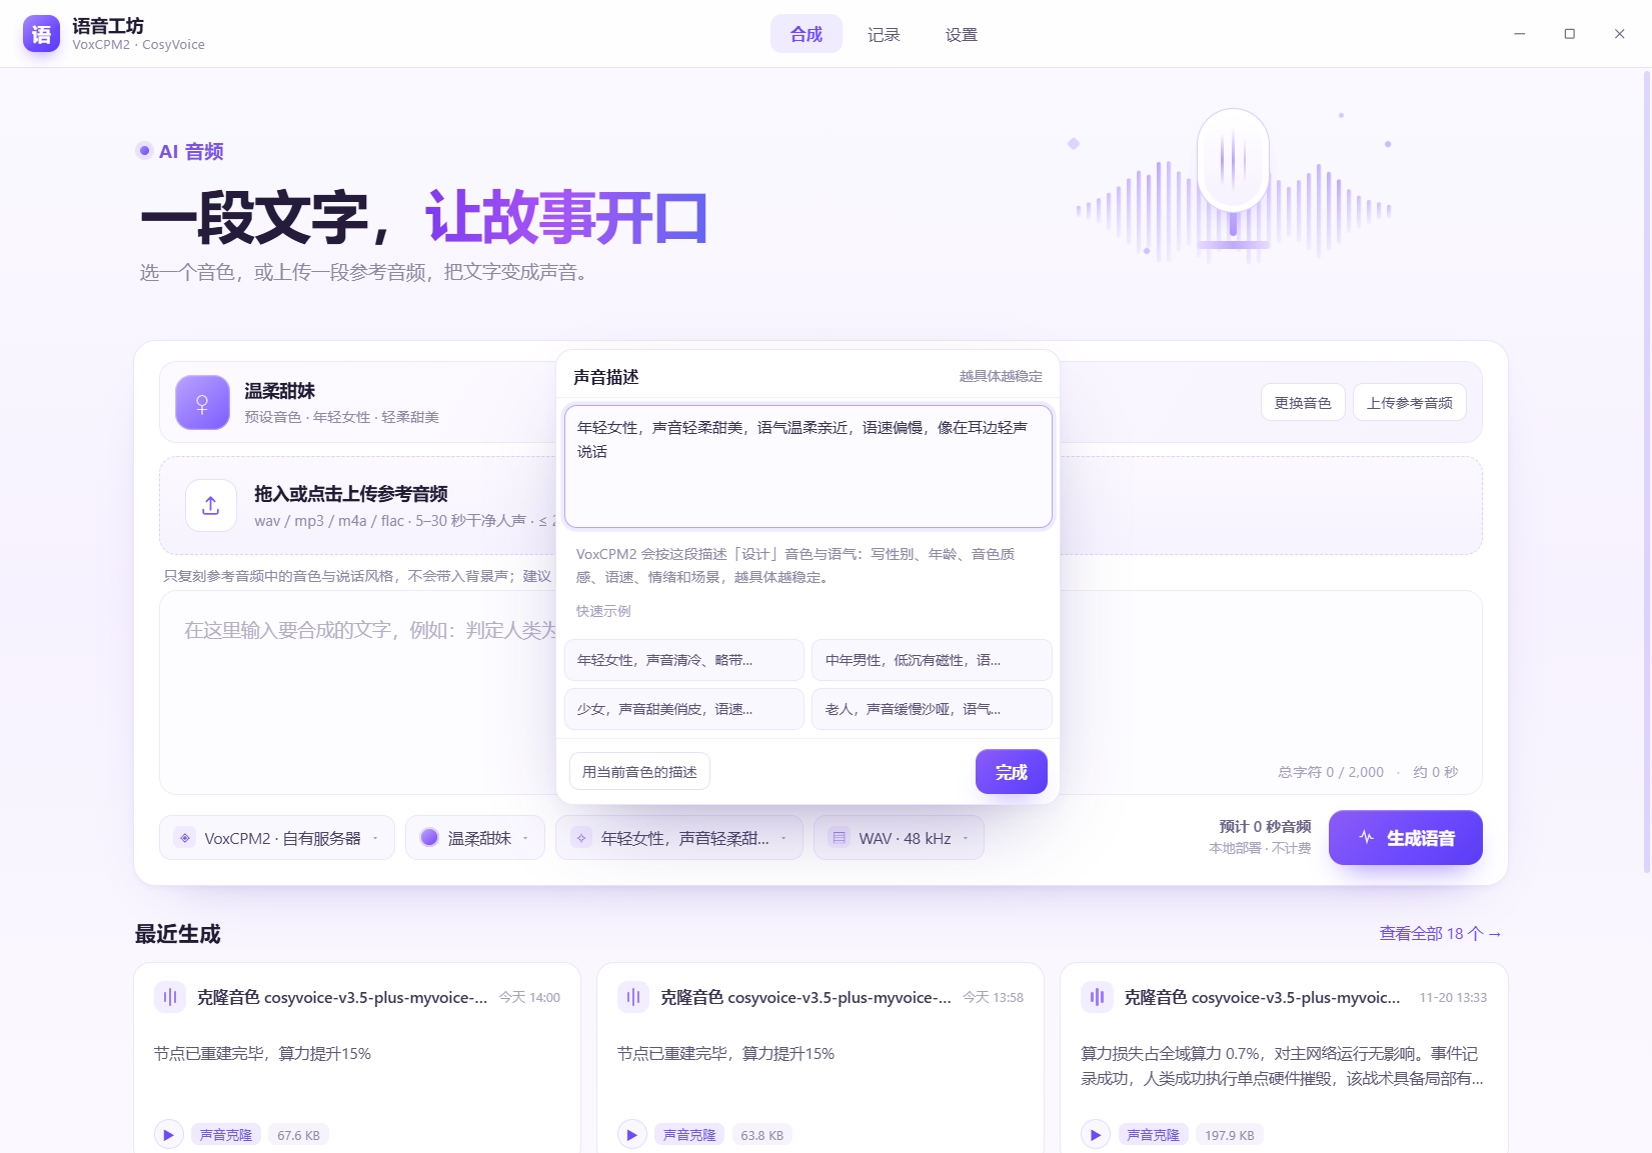 语
语音工坊
VoxCPM2 · CosyVoice
合成
记录
设置
AI 音频
一段文字，让故事开口
选一个音色，或上传一段参考音频，把文字变成声音。
温柔甜妹
预设音色 · 年轻女性 · 轻柔甜美
更换音色
上传参考音频
拖入或点击上传参考音频
wav / mp3 / m4a / flac · 5–30 秒干净人声 · ≤
只复刻参考音频中的音色与说话风格，不会带入背景声；建议
在这里输入要合成的文字，例如：判定人类为
总字符 0 / 2,000 · 约 0 秒
声音描述
越具体越稳定
年轻女性，声音轻柔甜美，语气温柔亲近，语速偏慢，像在耳边轻声
说话
VoxCPM2 会按这段描述「设计」音色与语气：写性别、年龄、音色质
感、语速、情绪和场景，越具体越稳定。
快速示例
年轻女性，声音清冷、略带...
中年男性，低沉有磁性，语...
少女，声音甜美俏皮，语速...
老人，声音缓慢沙哑，语气...
用当前音色的描述
完成
VoxCPM2 · 自有服务器
温柔甜妹
年轻女性，声音轻柔甜...
WAV · 48 kHz
预计 0 秒音频
本地部署 · 不计费
生成语音
最近生成
查看全部 18 个 →
克隆音色 cosyvoice-v3.5-plus-myvoice-...
今天 14:00
节点已重建完毕，算力提升15%
声音克隆
67.6 KB
克隆音色 cosyvoice-v3.5-plus-myvoice-...
今天 13:58
节点已重建完毕，算力提升15%
声音克隆
63.8 KB
克隆音色 cosyvoice-v3.5-plus-myvoic...
11-20 13:33
算力损失占全域算力 0.7%，对主网络运行无影响。事件记
录成功，人类成功执行单点硬件摧毁，该战术具备局部有...
声音克隆
197.9 KB